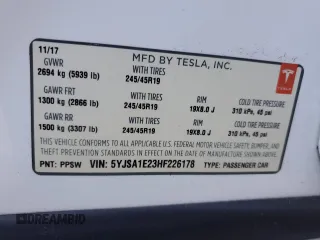 11/17
MFD BY TESLA, INC.
GVWR
2694 kg (5939 lb)
WITH TIRES
245/45R19
TESLA
GAWR FRT
1300 kg (2866 lb)
WITH TIRES
245/45R19
RIM
19X8.0 J
COLD TIRE PRESSURE
310 kPa, 45 psi
GAWR RR
1500 kg (3307 lb)
WITH TIRES
245/45R19
RIM
19X8.0 J
COLD TIRE PRESSURE
310 kPa, 45 psi
THIS VEHICLE CONFORMS TO ALL APPLICABLE U.S. FEDERAL MOTOR VEHICLE SAFETY, BUMPER, AND
THEFT PREVENTION STANDARDS IN EFFECT ON THE DATE OF MANUFACTURE SHOWN ABOVE.
PNT: PPSW VIN: 5YJSA1E23HF226178 TYPE: PASSENGER CAR
© AutoBidMaster
AutoBidMaster